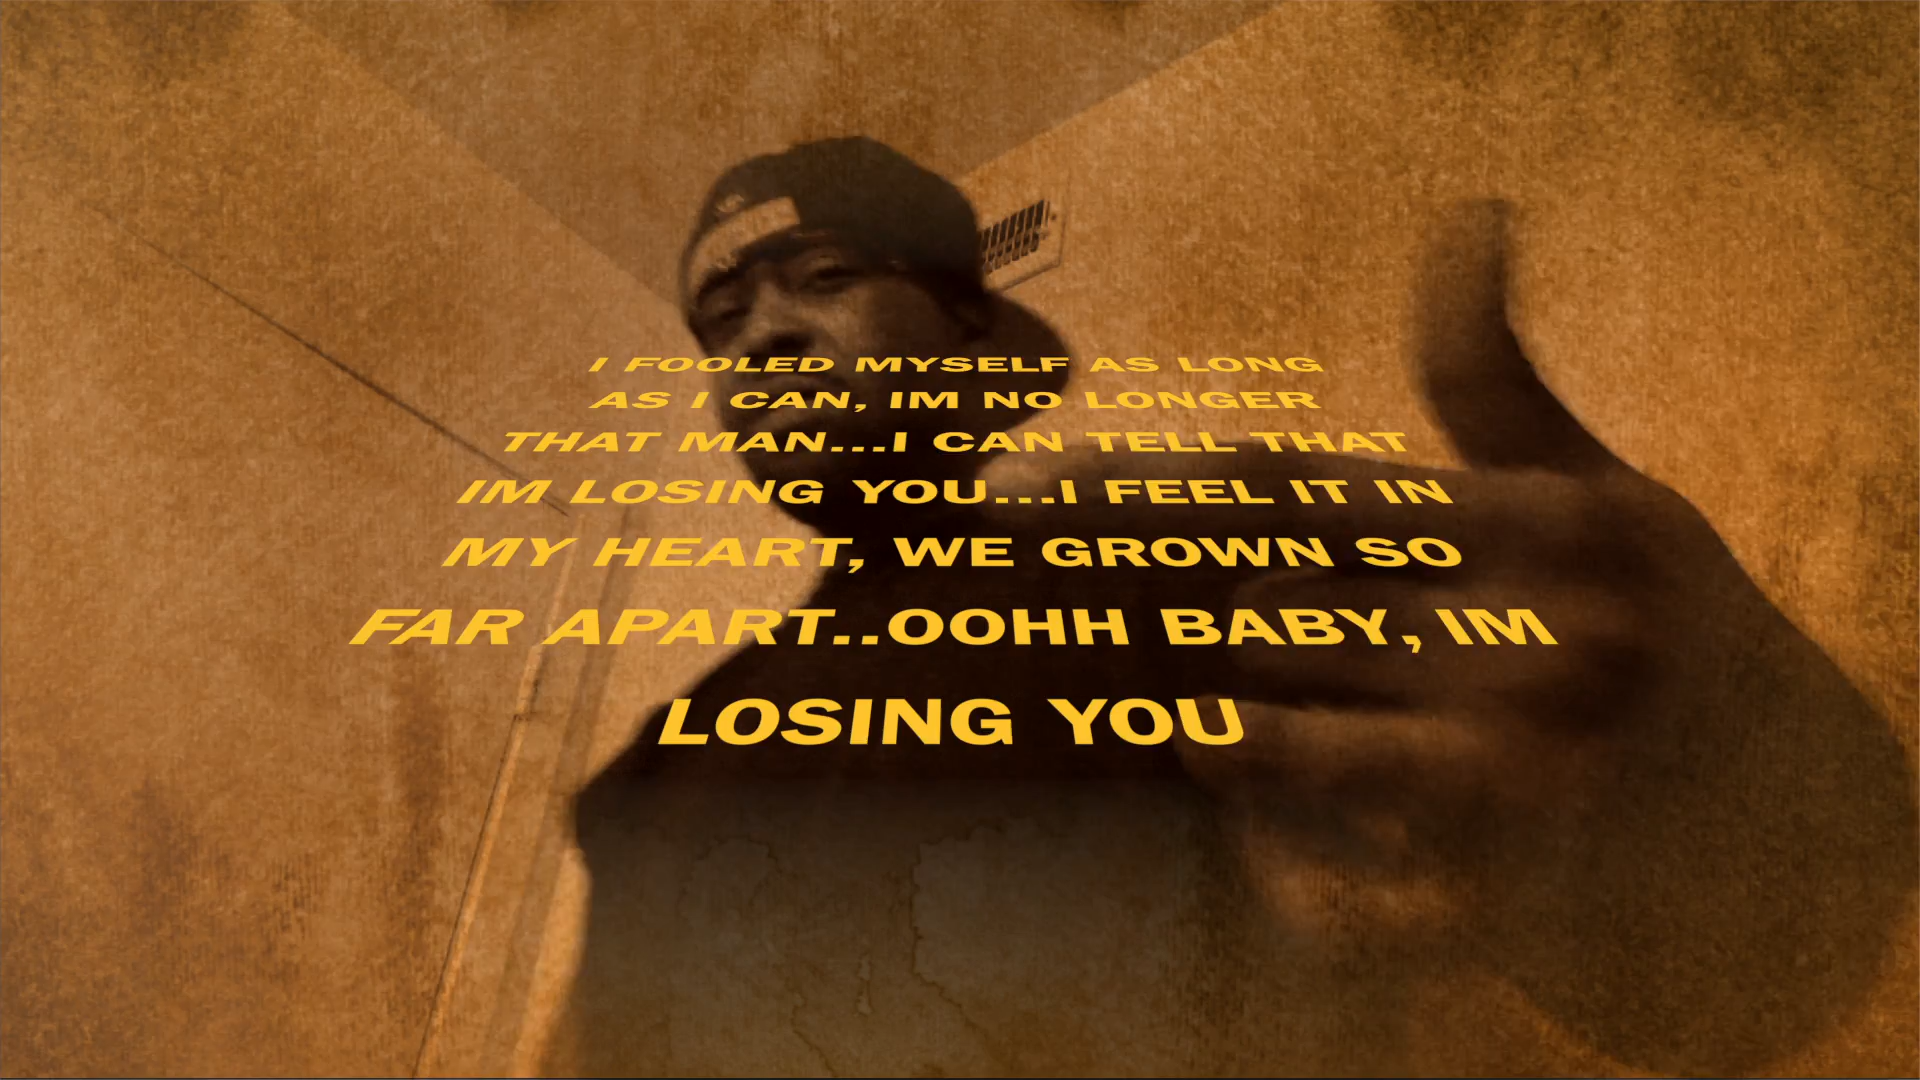 I FOOLED MYSELF AS LONG
AS I CAN, IM NO LONGER
THAT MAN...I CAN TELL THAT
IM LOSING YOU...I FEEL IT IN
MY HEART, WE GROWN SO
FAR APART..OOHH BABY, IM
LOSING YOU